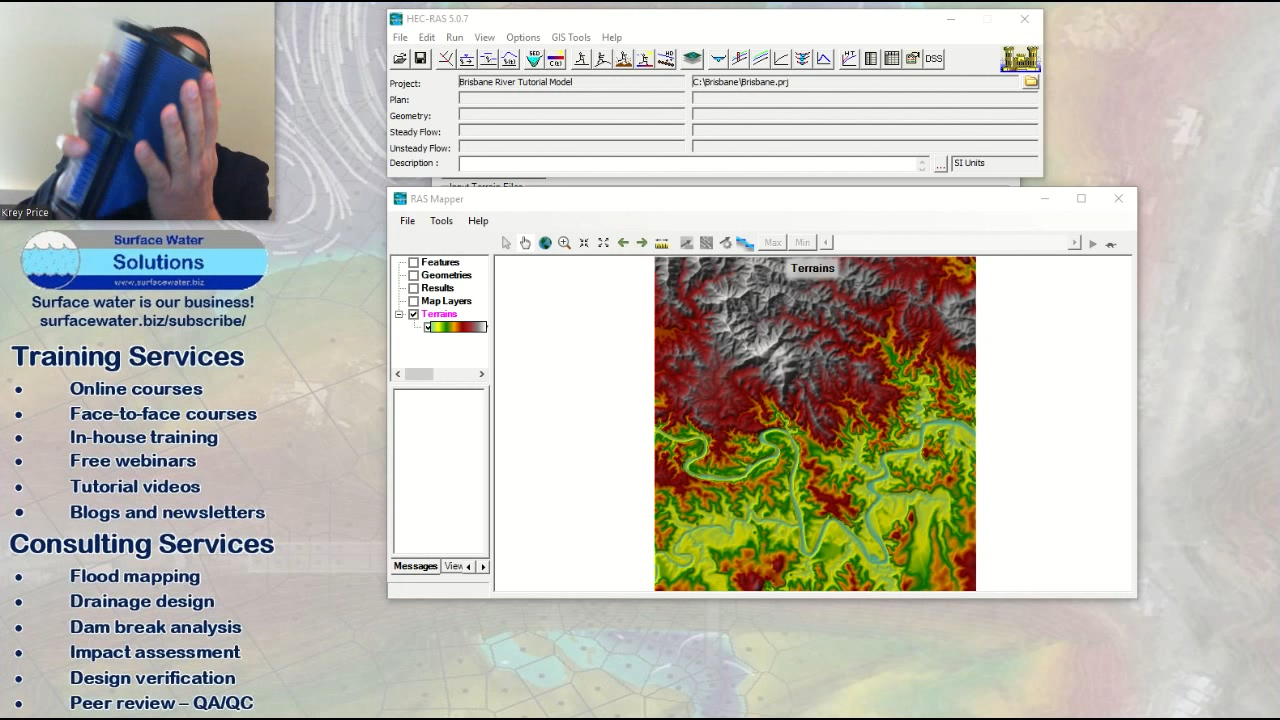 Krey Price
Surface Water
Solutions
www.surfacewater.biz
Surface water is our business!
surfacewater.biz/subscribe/
Training Services
• Online courses
• Face-to-face courses
• In-house training
• Free webinars
• Tutorial videos
• Blogs and newsletters
Consulting Services
• Flood mapping
• Drainage design
• Dam break analysis
• Impact assessment
• Design verification
• Peer review – QA/QC
HEC-RAS 5.0.7
File Edit Run View Options GIS Tools Help
DSS
Project: Brisbane River Tutorial Model C:\Brisbane\Brisbane.prj
Plan:
Geometry:
Steady Flow:
Unsteady Flow:
Description : ... SI Units
Input Terrain Files
RAS Mapper
File Tools Help
Max Min
Features
Geometries
Results
Map Layers
Terrains
Terrains
Messages View